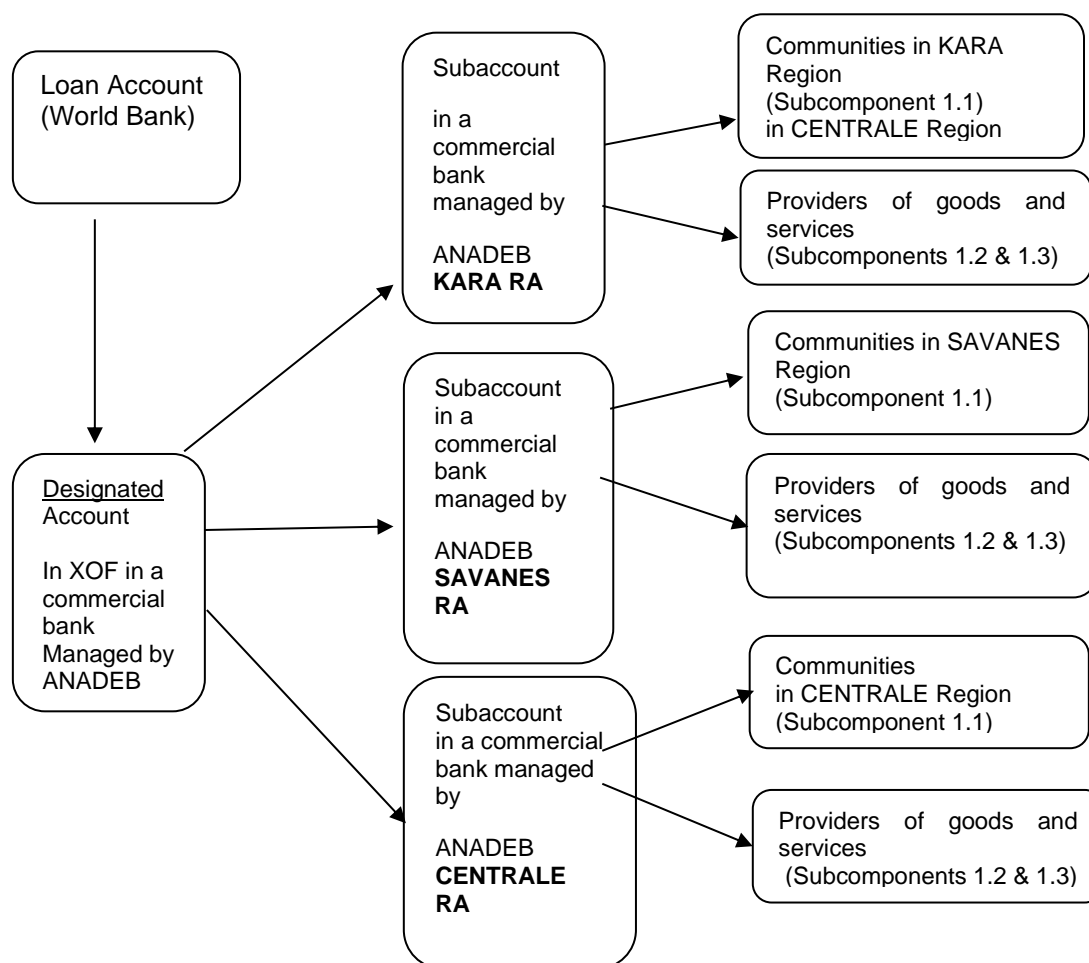 Loan Account
(World Bank)
Designated
Account
In XOF in a
commercial
bank
Managed by
ANADEB
Subaccount
in a
commercial
bank
managed by
ANADEB
KARA RA
Communities in KARA
Region
(Subcomponent 1.1)
in CENTRALE Region
Providers of goods and
services
(Subcomponents 1.2 & 1.3)
Subaccount
in a
commercial
bank
managed by
ANADEB
SAVANES
RA
Communities in SAVANES
Region
(Subcomponent 1.1)
Providers of goods and
services
(Subcomponents 1.2 & 1.3)
Subaccount
in a commercial
bank managed
by
ANADEB
CENTRALE
RA
Communities
in CENTRALE Region
(Subcomponent 1.1)
Providers of goods and
services
(Subcomponents 1.2 & 1.3)